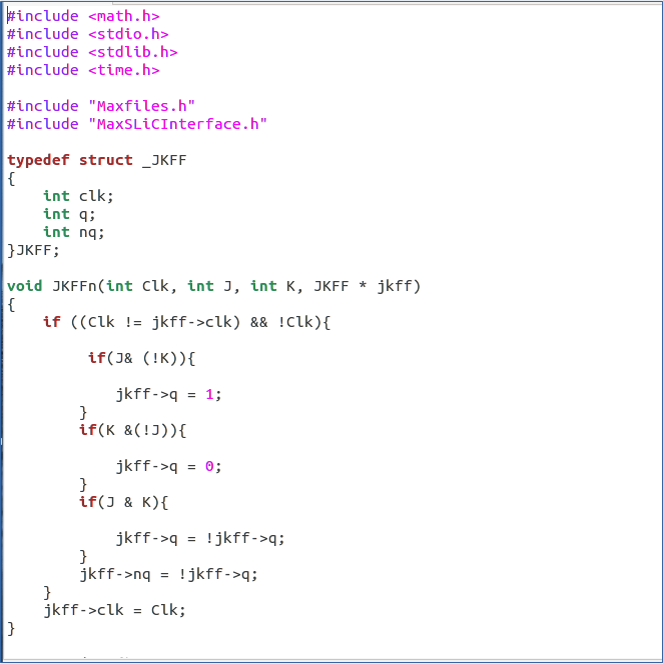 #include <math.h>
#include <stdio.h>
#include <stdlib.h>
#include <time.h>
#include "Maxfiles.h"
#include "MaxSLiCInterface.h"
typedef struct _JKFF
{
    int clk;
    int q;
    int nq;
}JKFF;
void JKFFn(int Clk, int J, int K, JKFF * jkff)
{
    if ((Clk != jkff->clk) && !Clk){
         if(J& (!K)){
            jkff->q = 1;
        }
        if(K &(!J)){
            jkff->q = 0;
        }
        if(J & K){
            jkff->q = !jkff->q;
        }
        jkff->nq = !jkff->q;
    }
    jkff->clk = Clk;
}